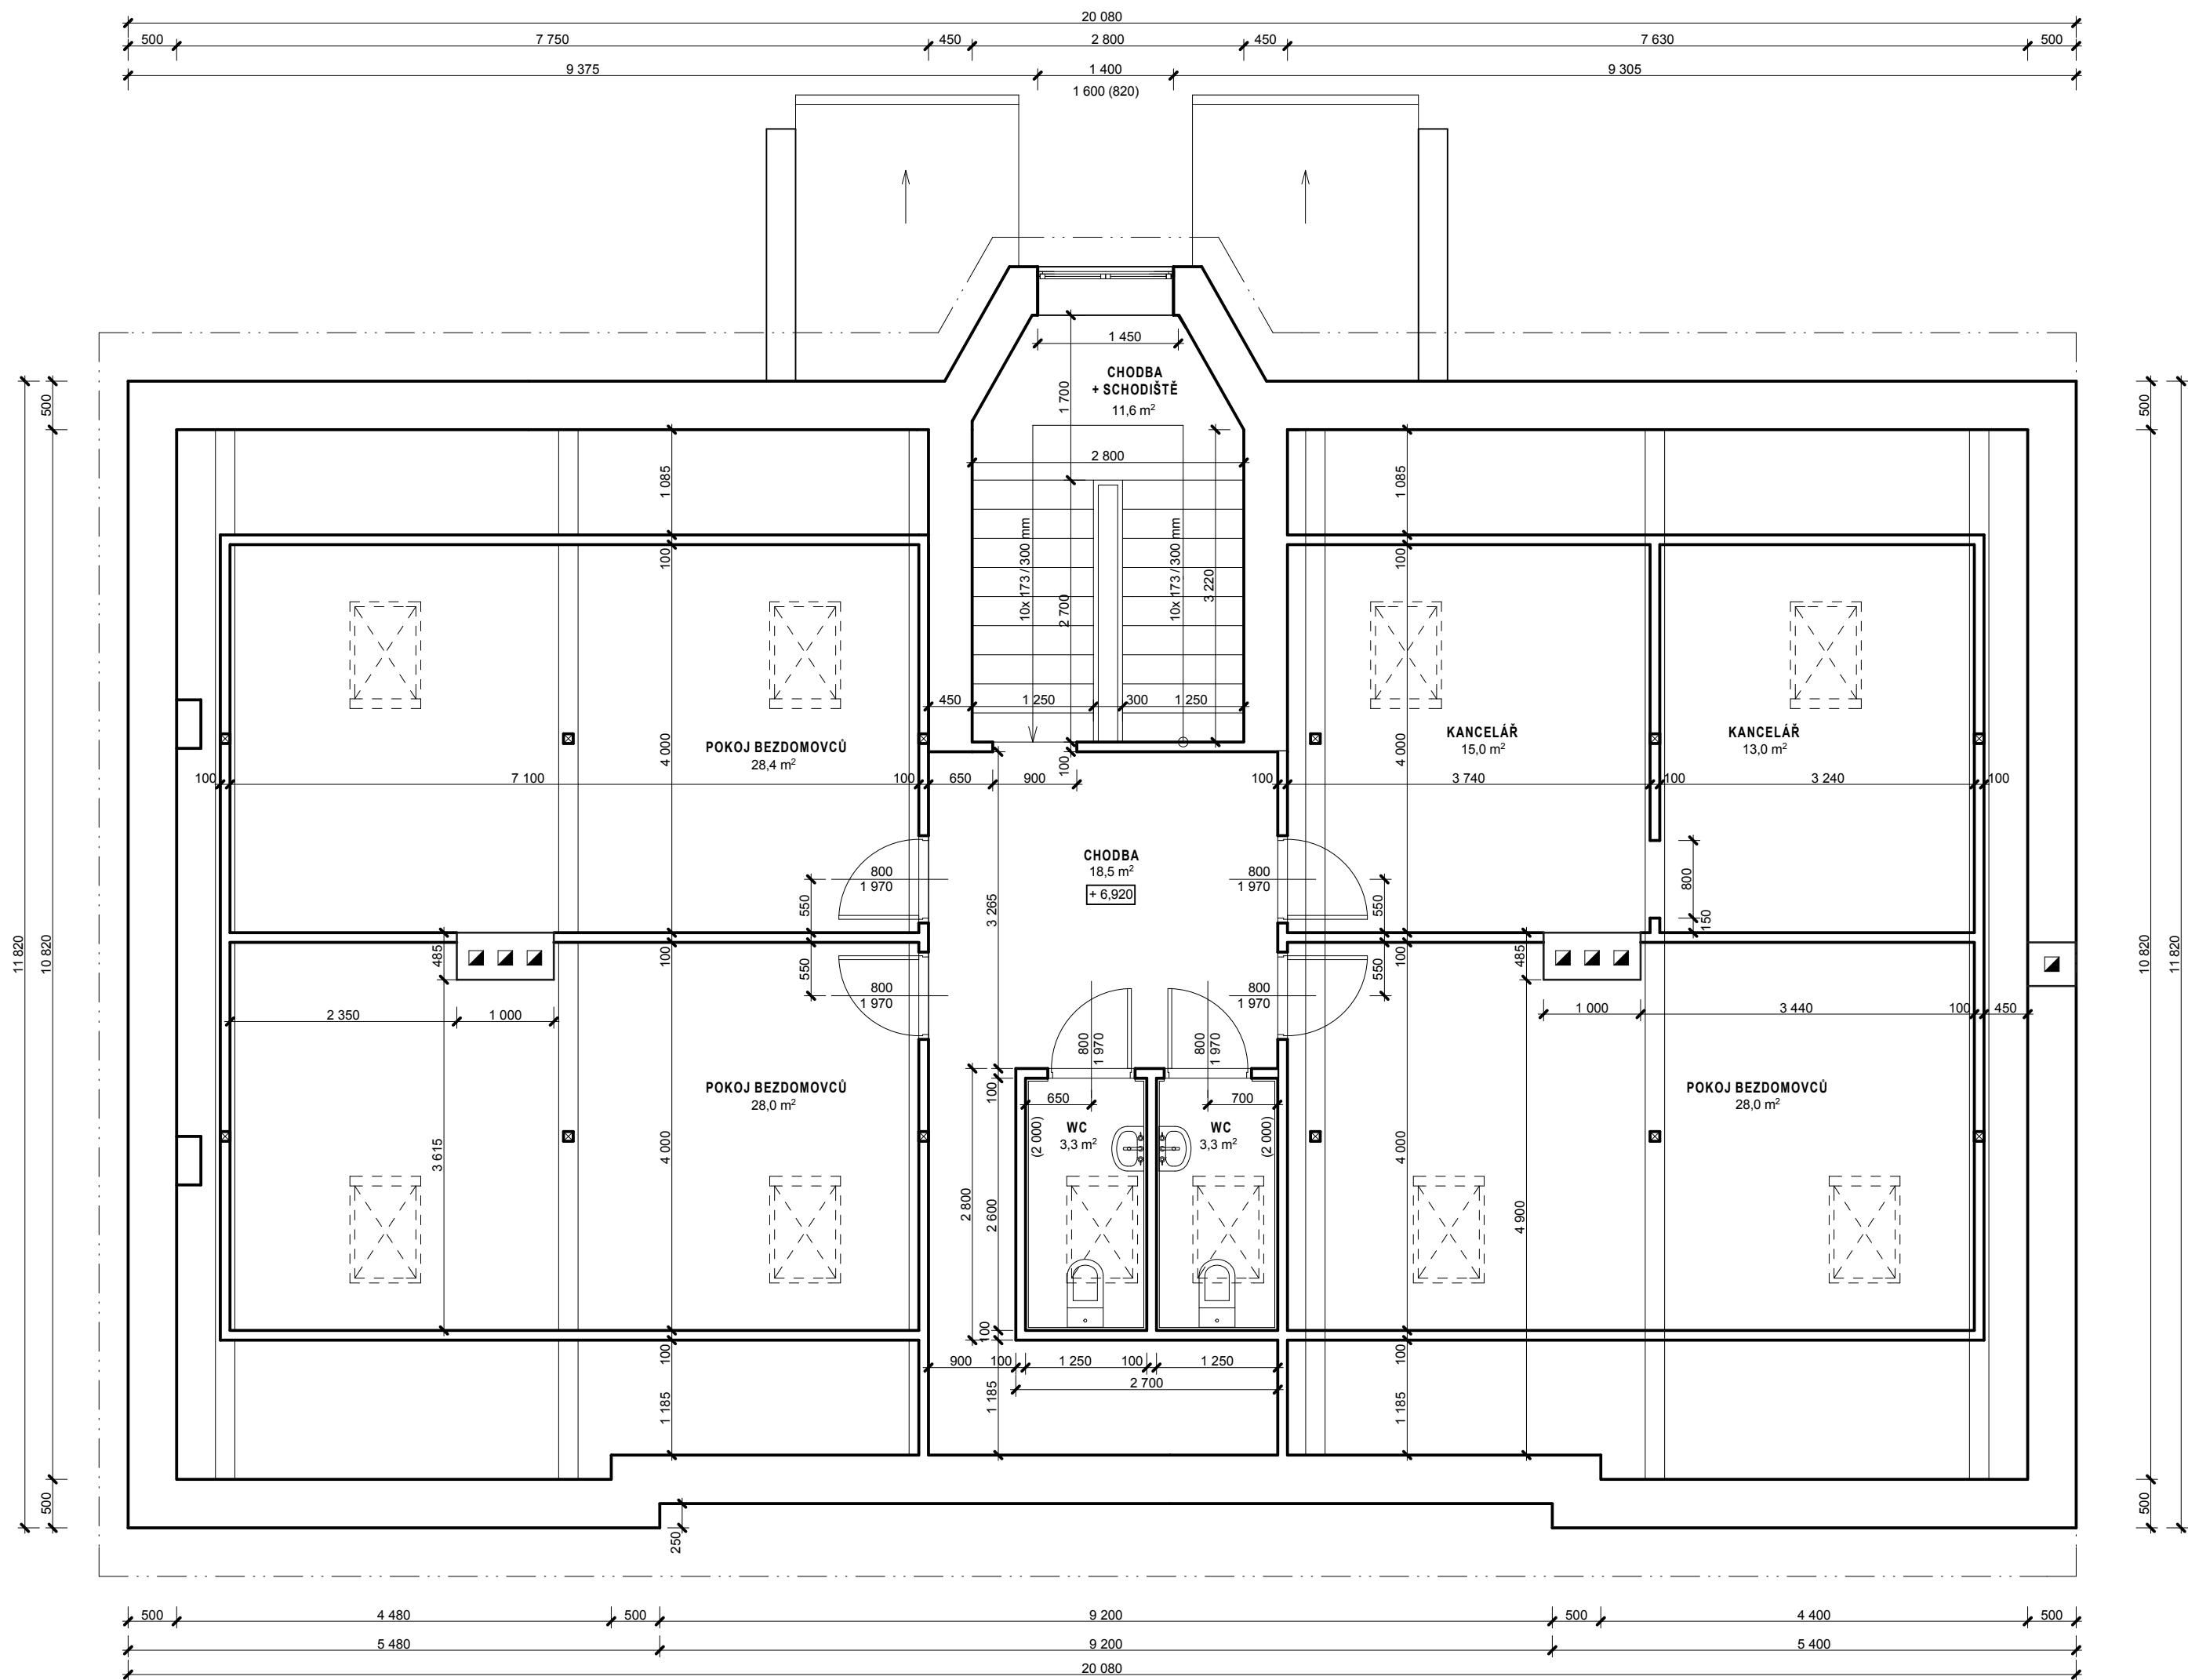 20 080
500 7 750 450 2 800 450 7 630 500
9 375 1 400 9 305
1 600 (820)
1 450
CHODBA
+ SCHODIŠTĚ
11,6 m²
1 700
500
500
11 820
10 820
10 820
11 820
1 085
2 800
1 085
100
10x 173 / 300 mm
2 700
10x 173 / 300 mm
3 220
100
450 1 250 300 1 250
POKOJ BEZDOMOVCŮ
28,4 m²
4 000
KANCELÁŘ
15,0 m²
4 000
KANCELÁŘ
13,0 m²
100 7 100 100 650 900 100 100 3 740 100 3 240 100
CHODBA
18,5 m²
+ 6,920
800
1 970
550
800
1 970
550
800
150
3 265
485
100
550
800
1 970
485
100
550
800
1 970
2 350 1 000
1 000 3 440 100 450
800
1 970
800
1 970
POKOJ BEZDOMOVCŮ
28,0 m²
3 615
4 000
100
650
700
(2 000)
WC
3,3 m²
WC
3,3 m²
(2 000)
POKOJ BEZDOMOVCŮ
28,0 m²
4 000
4 900
2 800
2 600
100
100
1 185
900 100 1 250 100 1 250
2 700
1 185
100
1 185
500
250
500
500 4 480 500 9 200 500 4 400 500
5 480 9 200 5 400
20 080